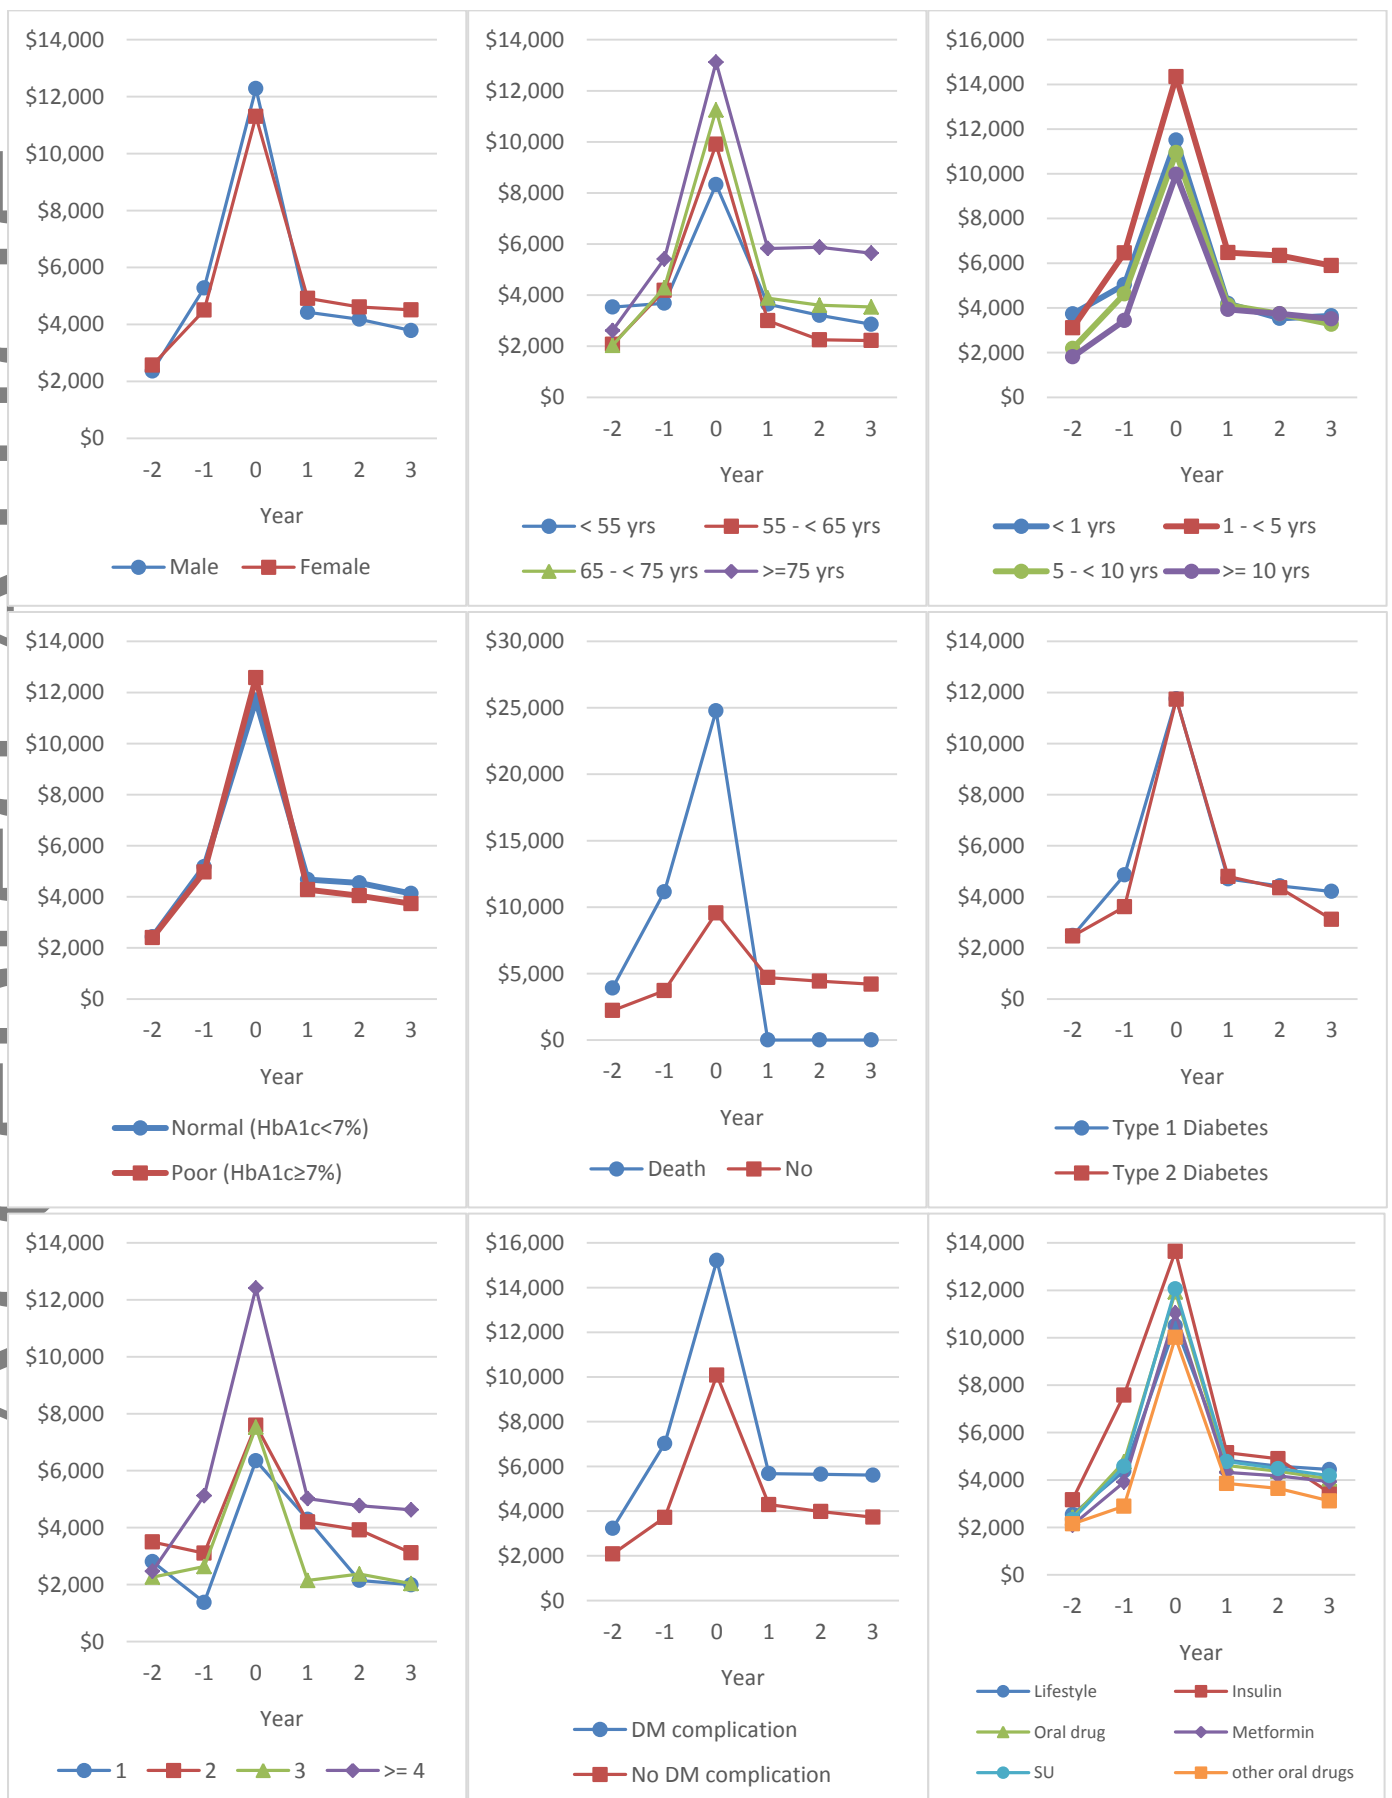 $14,000
$12,000
$10,000
$8,000
$6,000
$4,000
$2,000
$0
-2 -1 0 1 2 3
Year
Male Female
$14,000
$12,000
$10,000
$8,000
$6,000
$4,000
$2,000
$0
-2 -1 0 1 2 3
Year
< 55 yrs 55 - < 65 yrs
65 - < 75 yrs >=75 yrs
$16,000
$14,000
$12,000
$10,000
$8,000
$6,000
$4,000
$2,000
$0
-2 -1 0 1 2 3
Year
< 1 yrs 1 - < 5 yrs
5 - < 10 yrs >= 10 yrs
$14,000
$12,000
$10,000
$8,000
$6,000
$4,000
$2,000
$0
-2 -1 0 1 2 3
Year
Normal (HbA1c<7%)
Poor (HbA1c≥7%)
$30,000
$25,000
$20,000
$15,000
$10,000
$5,000
$0
-2 -1 0 1 2 3
Year
Death No
$14,000
$12,000
$10,000
$8,000
$6,000
$4,000
$2,000
$0
-2 -1 0 1 2 3
Year
Type 1 Diabetes
Type 2 Diabetes
$14,000
$12,000
$10,000
$8,000
$6,000
$4,000
$2,000
$0
-2 -1 0 1 2 3
Year
1 2 3 >= 4
$16,000
$14,000
$12,000
$10,000
$8,000
$6,000
$4,000
$2,000
$0
-2 -1 0 1 2 3
Year
DM complication
No DM complication
$14,000
$12,000
$10,000
$8,000
$6,000
$4,000
$2,000
$0
-2 -1 0 1 2 3
Year
Lifestyle Insulin
Oral drug Metformin
SU other oral drugs